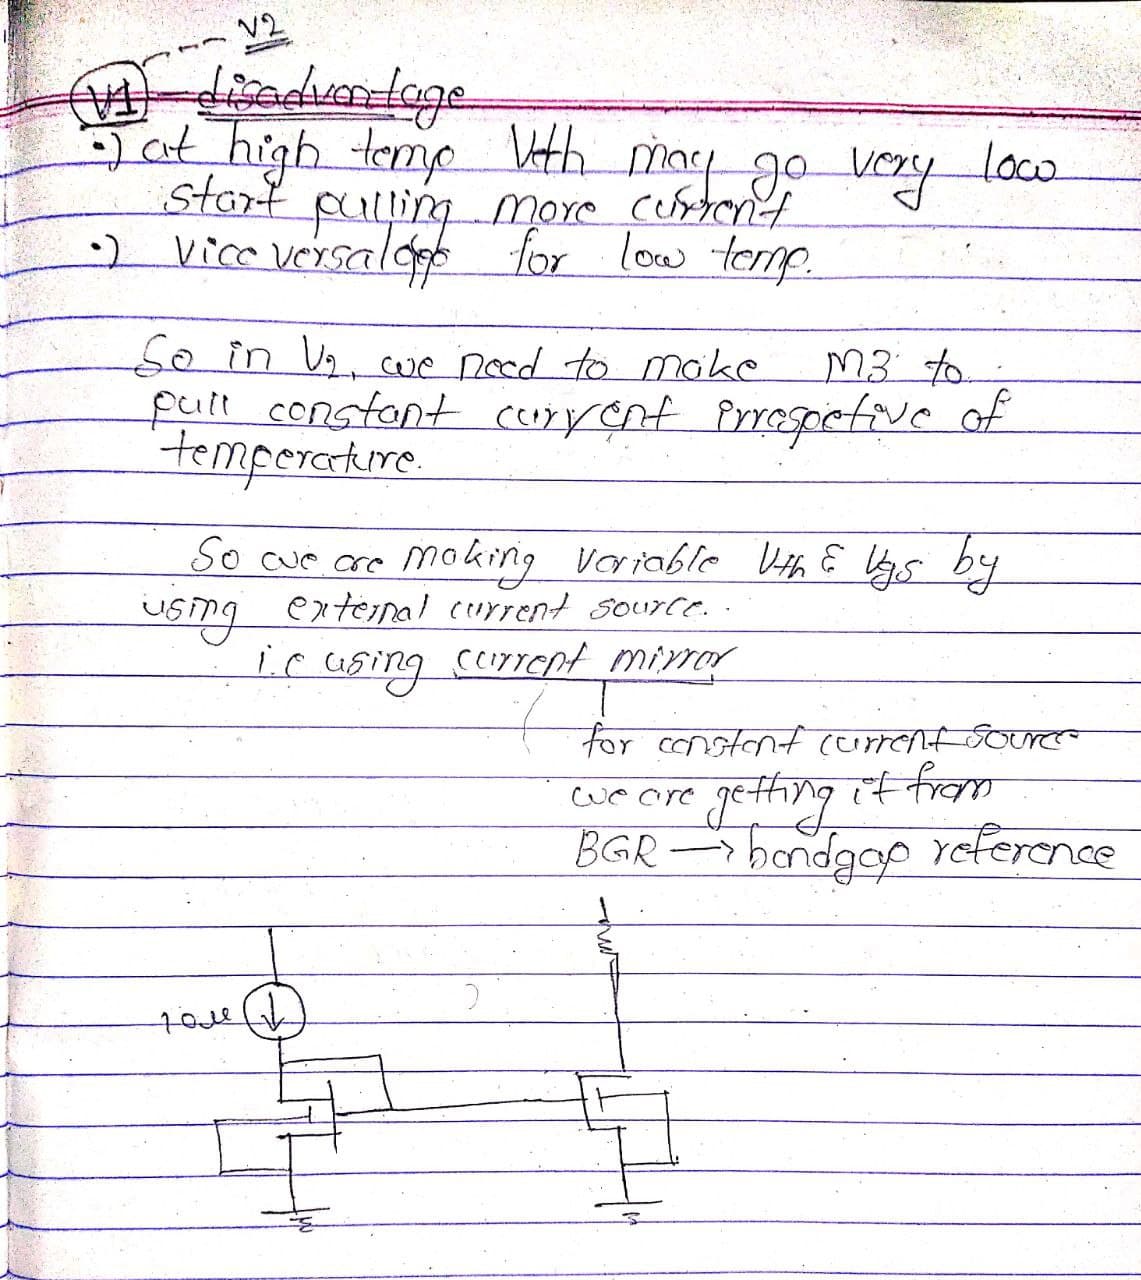 V2
V1 - disadvantage
•) at high temp Vth may go very low
start pulling more current
•) vice versa for low temp.
So in V2, we need to make M3 to
pull constant current irrespetive of
temperature.
So we are making variable Vth & Vgs by
using external current source.
i.e using current mirror
for constant current source
we are getting it from
BGR → bandgap reference
10u